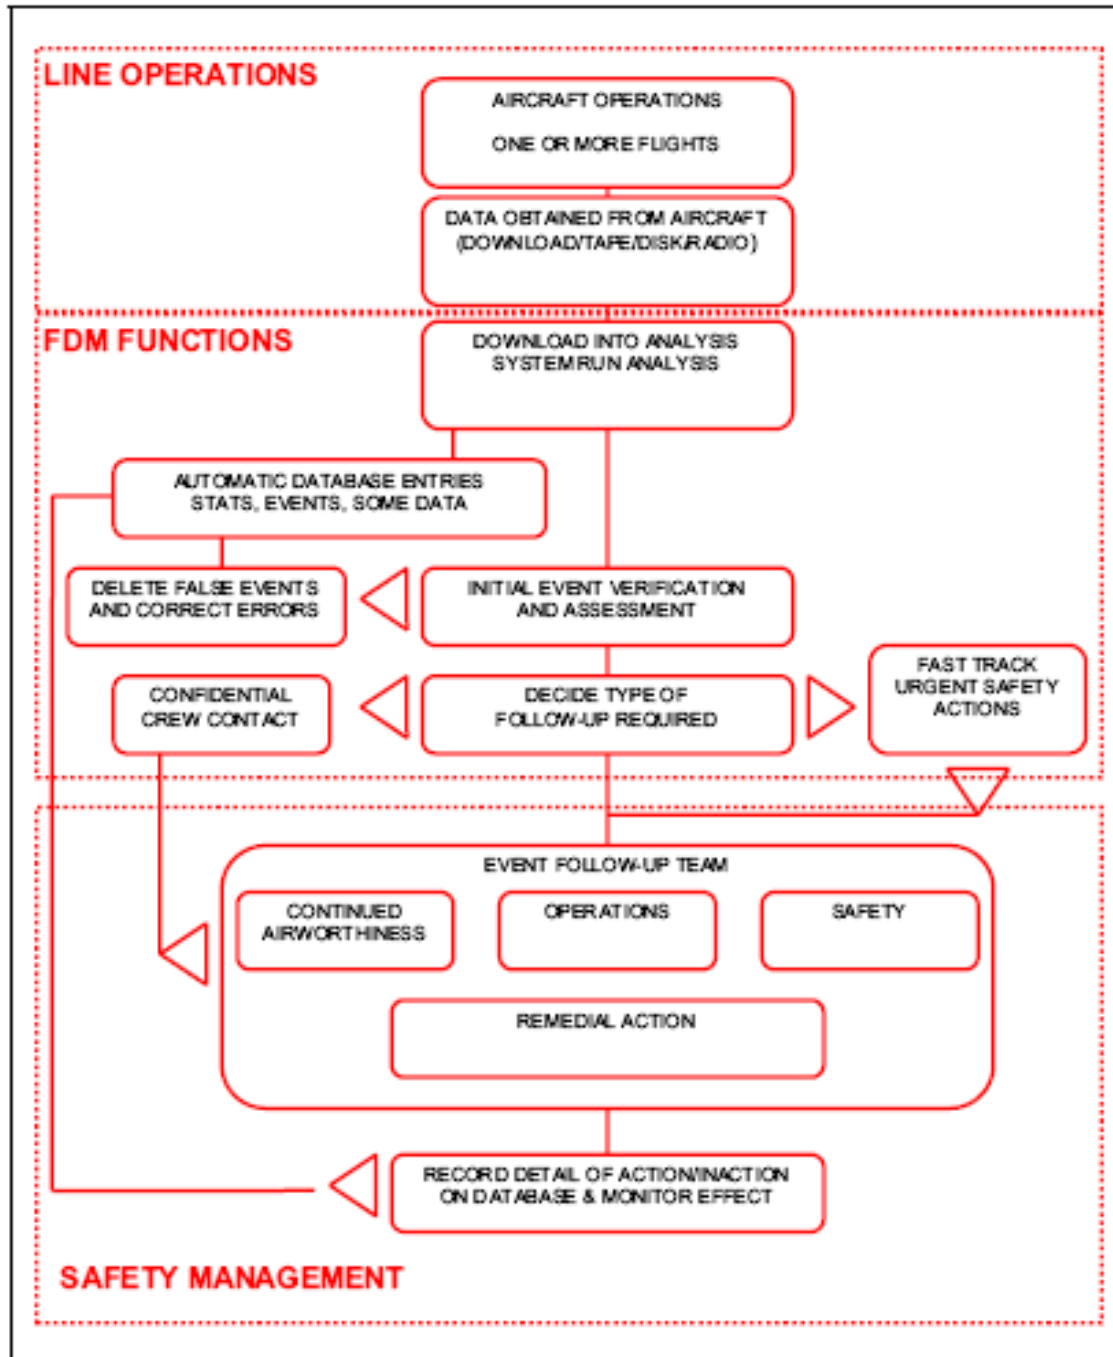 LINE OPERATIONS
AIRCRAFT OPERATIONS
ONE OR MORE FLIGHTS
DATA OBTAINED FROM AIRCRAFT
(DOWNLOAD/TAPE/DISK/RADIO)
FDM FUNCTIONS
DOWNLOAD INTO ANALYSIS
SYSTEM RUN ANALYSIS
AUTOMATIC DATABASE ENTRIES
STATS, EVENTS, SOME DATA
DELETE FALSE EVENTS
AND CORRECT ERRORS
INITIAL EVENT VERIFICATION
AND ASSESSMENT
CONFIDENTIAL
CREW CONTACT
DECIDE TYPE OF
FOLLOW-UP REQUIRED
FAST TRACK
URGENT SAFETY
ACTIONS
EVENT FOLLOW-UP TEAM
CONTINUED
AIRWORTHINESS
OPERATIONS
SAFETY
REMEDIAL ACTION
RECORD DETAIL OF ACTION/INACTION
ON DATABASE & MONITOR EFFECT
SAFETY MANAGEMENT